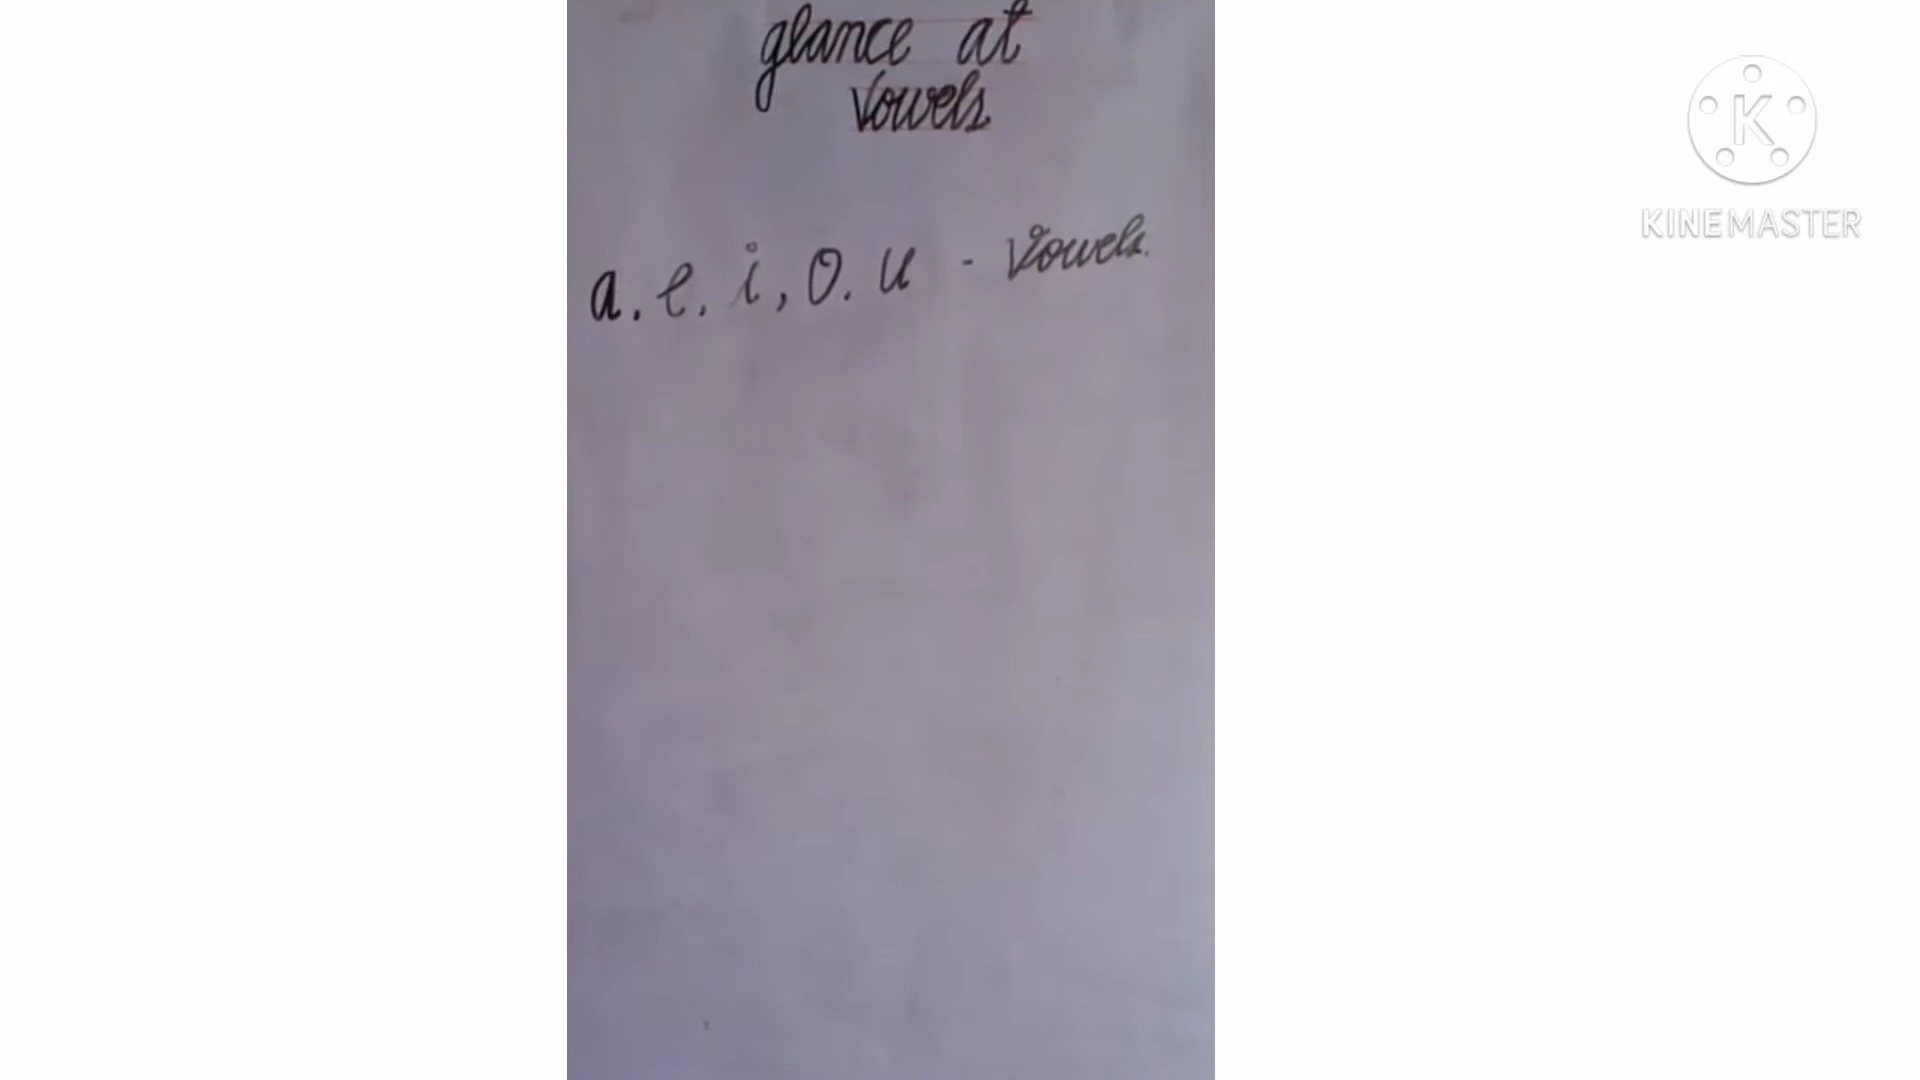 glance at
Vowels
a. e. i, o. u - Vowels.
K
KINEMASTER